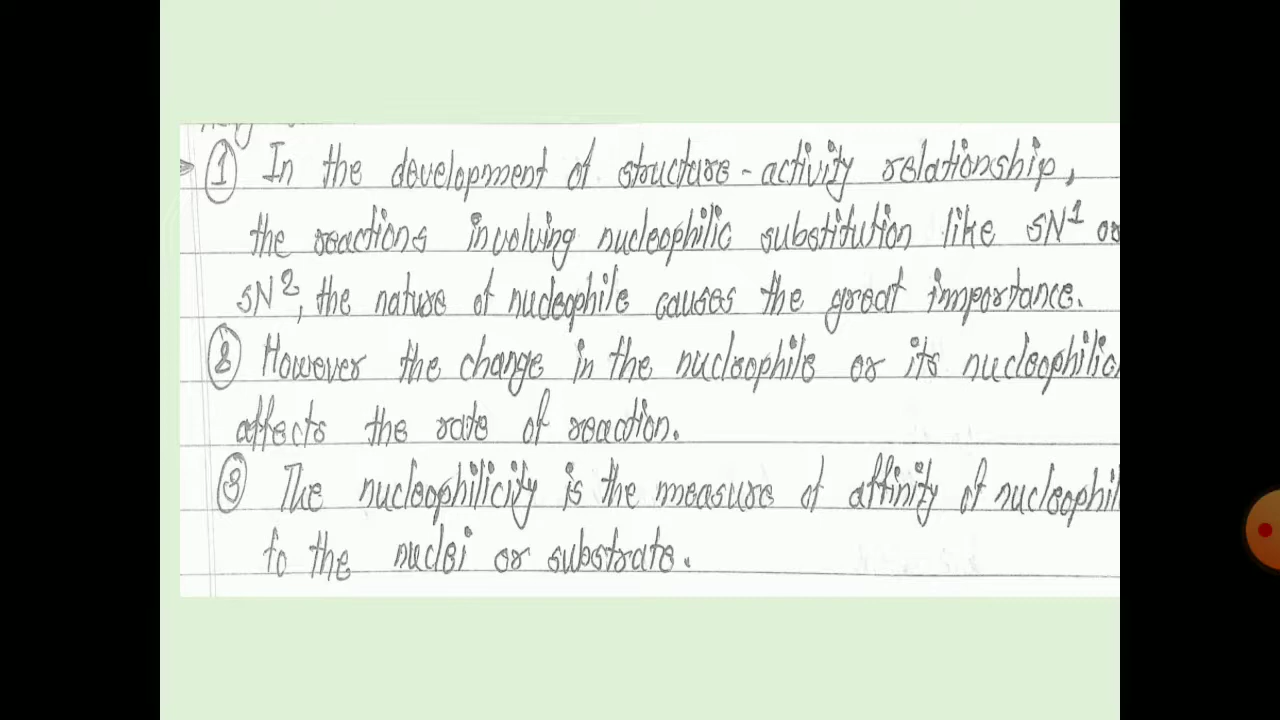 ① In the development of structure-activity relationship,
the reactions involving nucleophilic substitution like SN¹ or
SN², the nature of nucleophile causes the great importance.
② However the change in the nucleophile or its nucleophilic
affects the rate of reaction.
③ The nucleophilicity is the measure of affinity of nucleophil
to the nuclei or substrate.